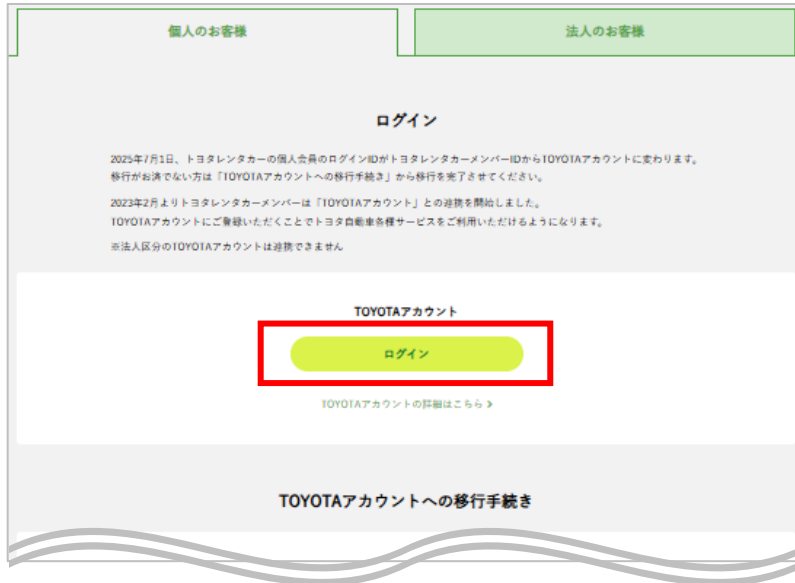 個人のお客様
法人のお客様
ログイン
2025年7月1日、トヨタレンタカーの個人会員のログインIDがトヨタレンタカーメンバーIDからTOYOTAアカウントに変わります。
移行がお済でない方は「TOYOTAアカウントへの移行手続き」から移行を完了させてください。
2023年2月よりトヨタレンタカーメンバーは「TOYOTAアカウント」との連携を開始しました。
TOYOTAアカウントにご登録いただくことでトヨタ自動車各種サービスをご利用いただけるようになります。
※法人区分のTOYOTAアカウントは連携できません
TOYOTAアカウント
ログイン
TOYOTAアカウントの詳細はこちら >
TOYOTAアカウントへの移行手続き